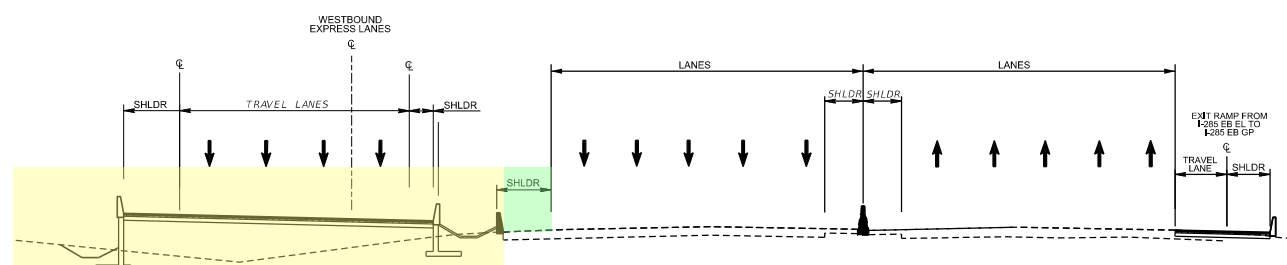 WESTBOUND
EXPRESS LANES
℄
℄
℄
SHLDR
TRAVEL LANES
SHLDR
SHLDR
LANES
LANES
SHLDR
SHLDR
EXIT RAMP FROM
I-285 EB EL TO
I-285 EB GP
℄
TRAVEL
LANE
SHLDR